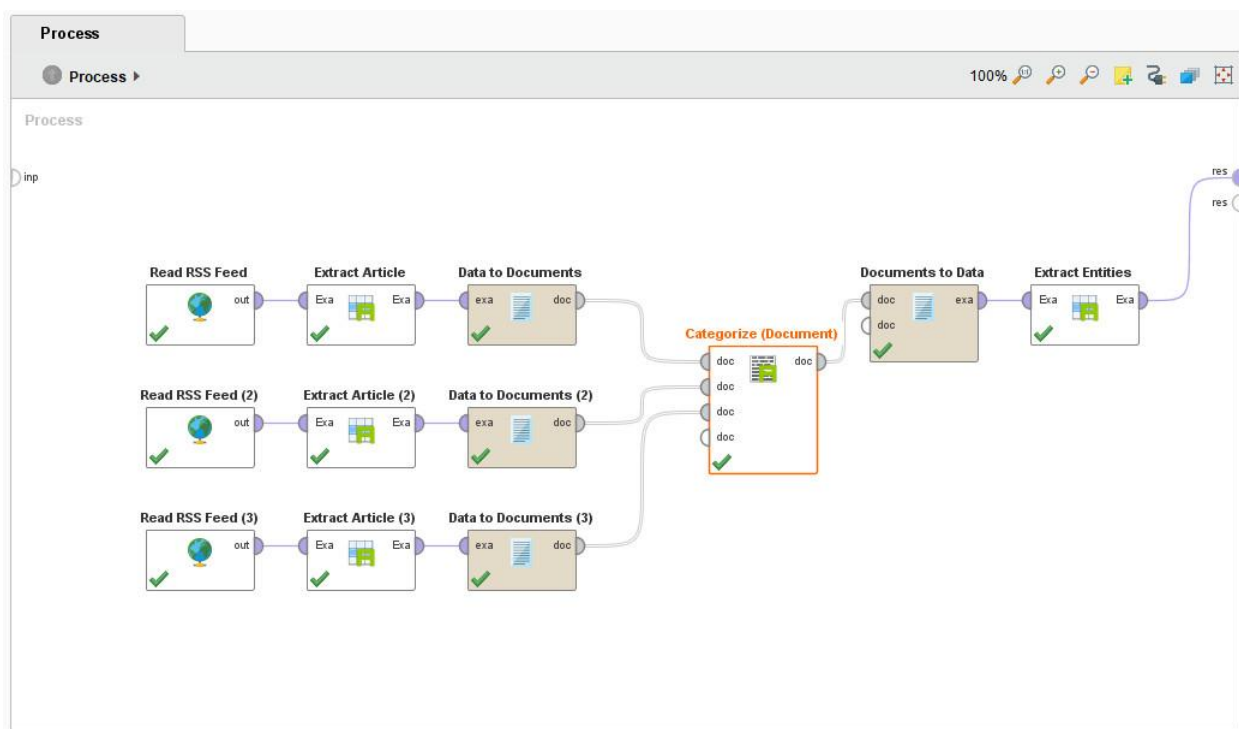 Process
Process
100%
Process
inp
res
res
Read RSS Feed
out
Extract Article
Exa Exa
Data to Documents
exa doc
Categorize (Document)
doc doc
doc
doc
doc
Documents to Data
doc exa
doc
Extract Entities
Exa Exa
Read RSS Feed (2)
out
Extract Article (2)
Exa Exa
Data to Documents (2)
exa doc
Read RSS Feed (3)
out
Extract Article (3)
Exa Exa
Data to Documents (3)
exa doc